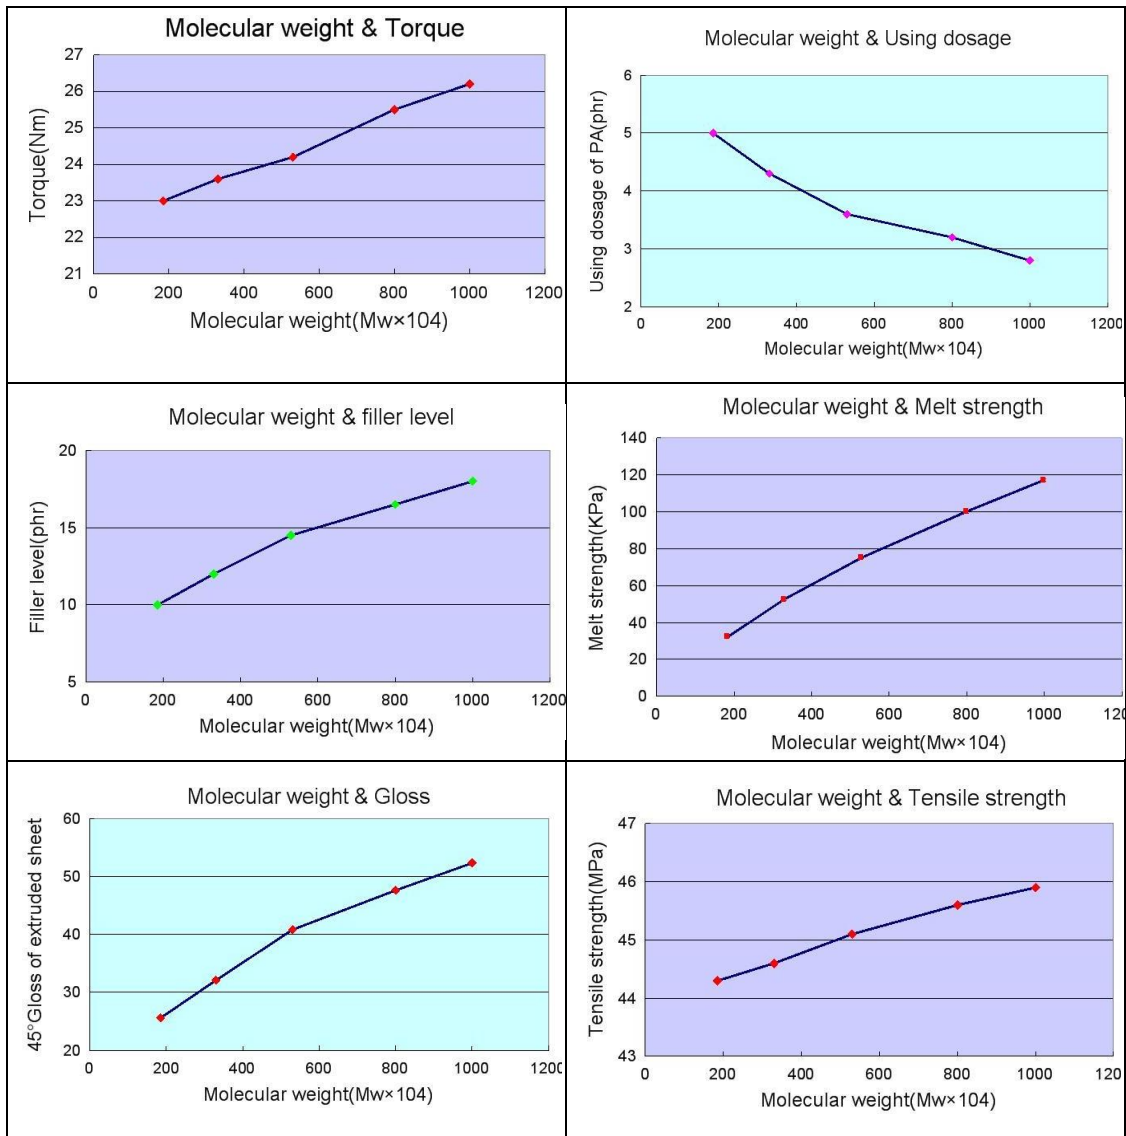 Molecular weight & Torque
Torque(Nm)
27
26
25
24
23
22
21
0 200 400 600 800 1000 1200
Molecular weight(Mw×104)
Molecular weight & Using dosage
Using dosage of PA(phr)
6
5
4
3
2
0 200 400 600 800 1000 1200
Molecular weight(Mw×104)
Molecular weight & filler level
Filler level(phr)
20
15
10
5
0 200 400 600 800 1000 1200
Molecular weight(Mw×104)
Molecular weight & Melt strength
Melt strength(KPa)
140
120
100
80
60
40
20
0
0 200 400 600 800 1000 120
Molecular weight(Mw×104)
Molecular weight & Gloss
45°Gloss of extruded sheet
60
50
40
30
20
0 200 400 600 800 1000 1200
Molecular weight(Mw×104)
Molecular weight & Tensile strength
Tensile strength(MPa)
47
46
45
44
43
0 200 400 600 800 1000 120
Molecular weight(Mw×104)